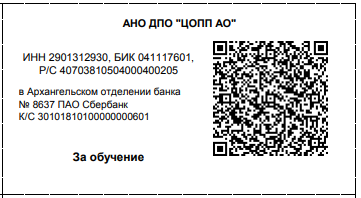 АНО ДПО "ЦОПП АО"
ИНН 2901312930, БИК 041117601,
Р/С 40703810504000400205
в Архангельском отделении банка
№ 8637 ПАО Сбербанк
К/С 30101810100000000601
За обучение